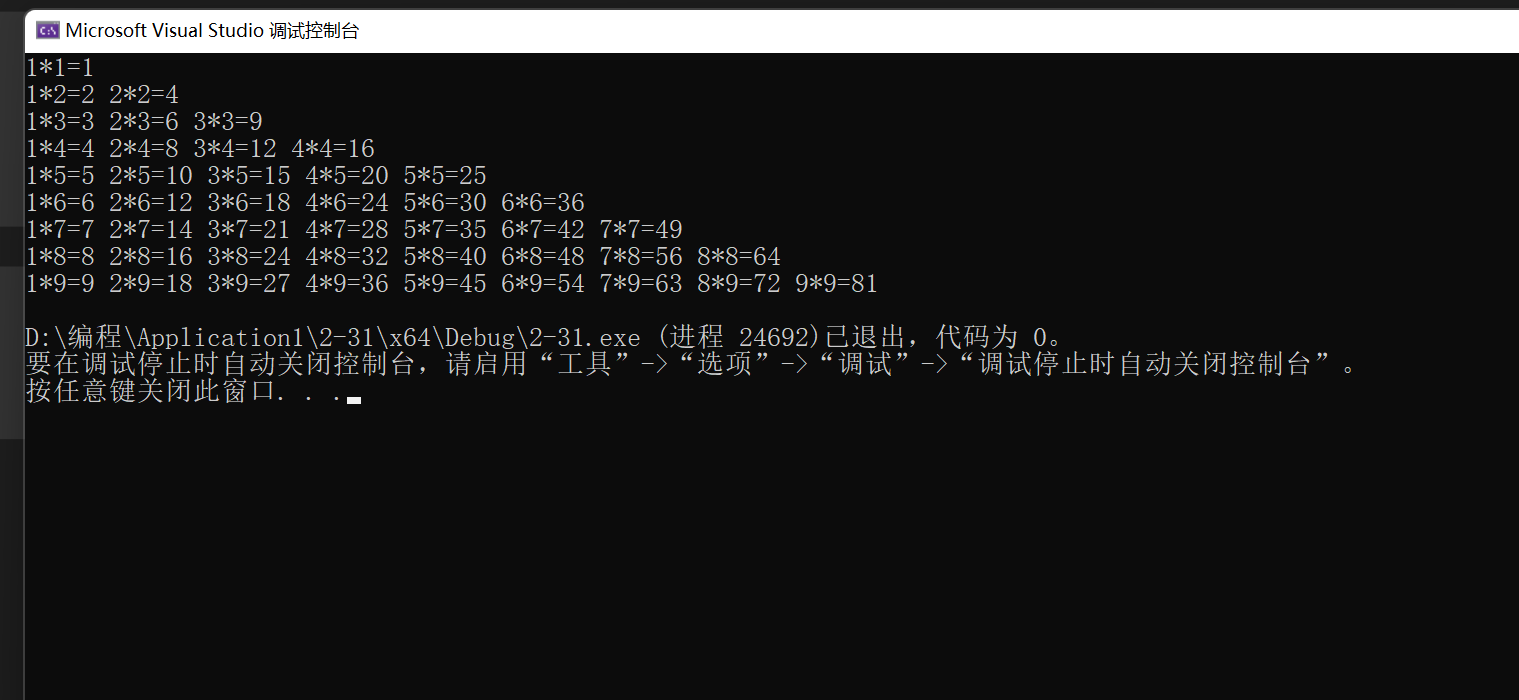 Microsoft Visual Studio 调试控制台
1*1=1
1*2=2 2*2=4
1*3=3 2*3=6 3*3=9
1*4=4 2*4=8 3*4=12 4*4=16
1*5=5 2*5=10 3*5=15 4*5=20 5*5=25
1*6=6 2*6=12 3*6=18 4*6=24 5*6=30 6*6=36
1*7=7 2*7=14 3*7=21 4*7=28 5*7=35 6*7=42 7*7=49
1*8=8 2*8=16 3*8=24 4*8=32 5*8=40 6*8=48 7*8=56 8*8=64
1*9=9 2*9=18 3*9=27 4*9=36 5*9=45 6*9=54 7*9=63 8*9=72 9*9=81
D:\编程\Application1\2-31\x64\Debug\2-31.exe (进程 24692)已退出，代码为 0。
要在调试停止时自动关闭控制台，请启用“工具”->“选项”->“调试”->“调试停止时自动关闭控制台”。
按任意键关闭此窗口. . .